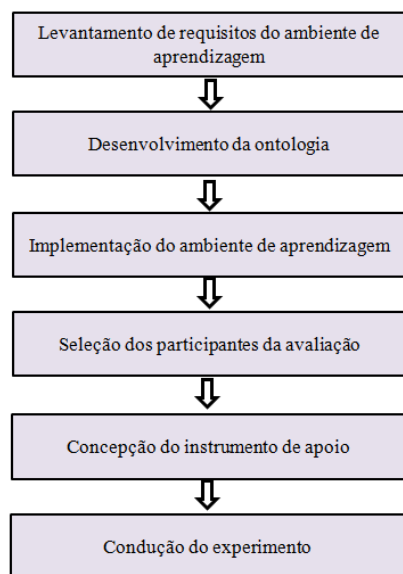 Levantamento de requisitos do ambiente de
aprendizagem
Desenvolvimento da ontologia
Implementação do ambiente de aprendizagem
Seleção dos participantes da avaliação
Concepção do instrumento de apoio
Condução do experimento